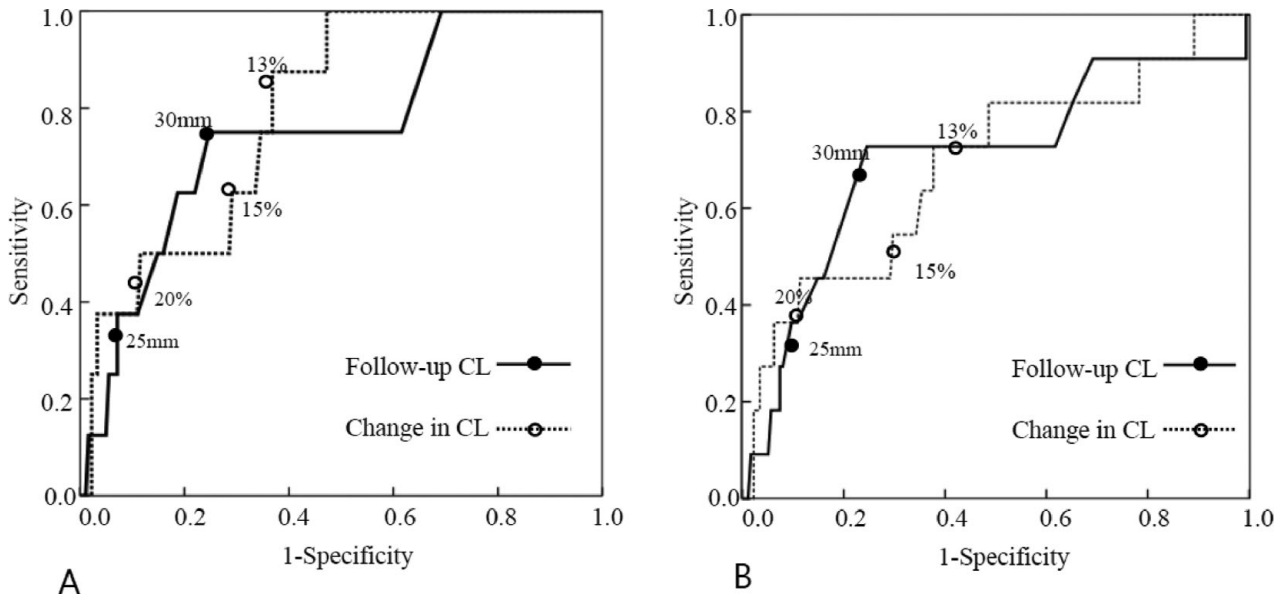 1.0
0.8
0.6
0.4
0.2
0.0
Sensitivity
13%
30mm
15%
20%
25mm
Follow-up CL
Change in CL
0.0 0.2 0.4 0.6 0.8 1.0
1-Specificity
A
1.0
0.8
0.6
0.4
0.2
0.0
Sensitivity
13%
30mm
15%
20%
25mm
Follow-up CL
Change in CL
0.0 0.2 0.4 0.6 0.8 1.0
1-Specificity
B